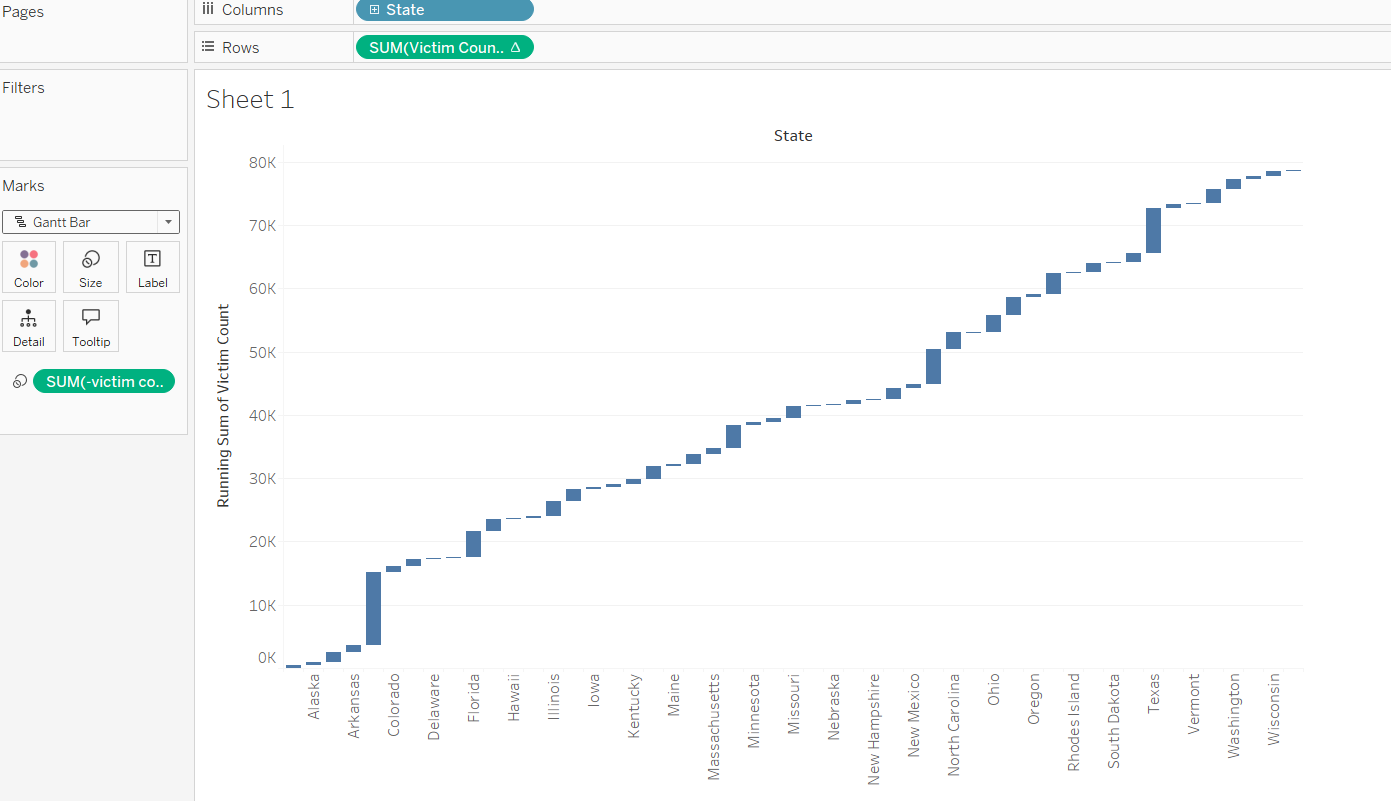 Pages
Columns
State
Rows
SUM(Victim Coun.. Δ
Filters
Marks
Gantt Bar
Color
Size
Label
Detail
Tooltip
SUM(-victim co..
Sheet 1
State
Running Sum of Victim Count
80K
70K
60K
50K
40K
30K
20K
10K
0K
Alaska
Arkansas
Colorado
Delaware
Florida
Hawaii
Illinois
Iowa
Kentucky
Maine
Massachusetts
Minnesota
Missouri
Nebraska
New Hampshire
New Mexico
North Carolina
Ohio
Oregon
Rhodes Island
South Dakota
Texas
Vermont
Washington
Wisconsin